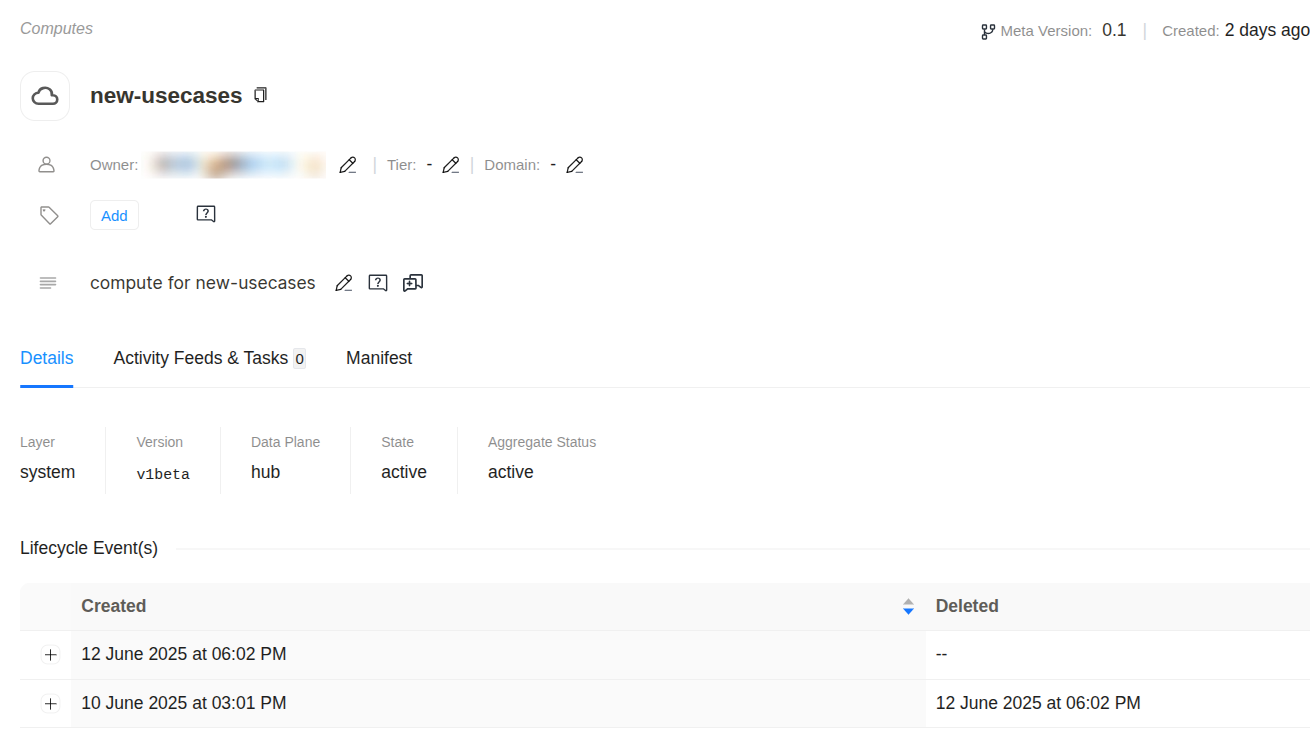 Computes
Meta Version: 0.1 | Created: 2 days ago
new-usecases
Owner: | Tier: - | Domain: -
Add
compute for new-usecases
Details Activity Feeds & Tasks 0 Manifest
Layer Version Data Plane State Aggregate Status
system v1beta hub active active
Lifecycle Event(s)
Created Deleted
12 June 2025 at 06:02 PM --
10 June 2025 at 03:01 PM 12 June 2025 at 06:02 PM